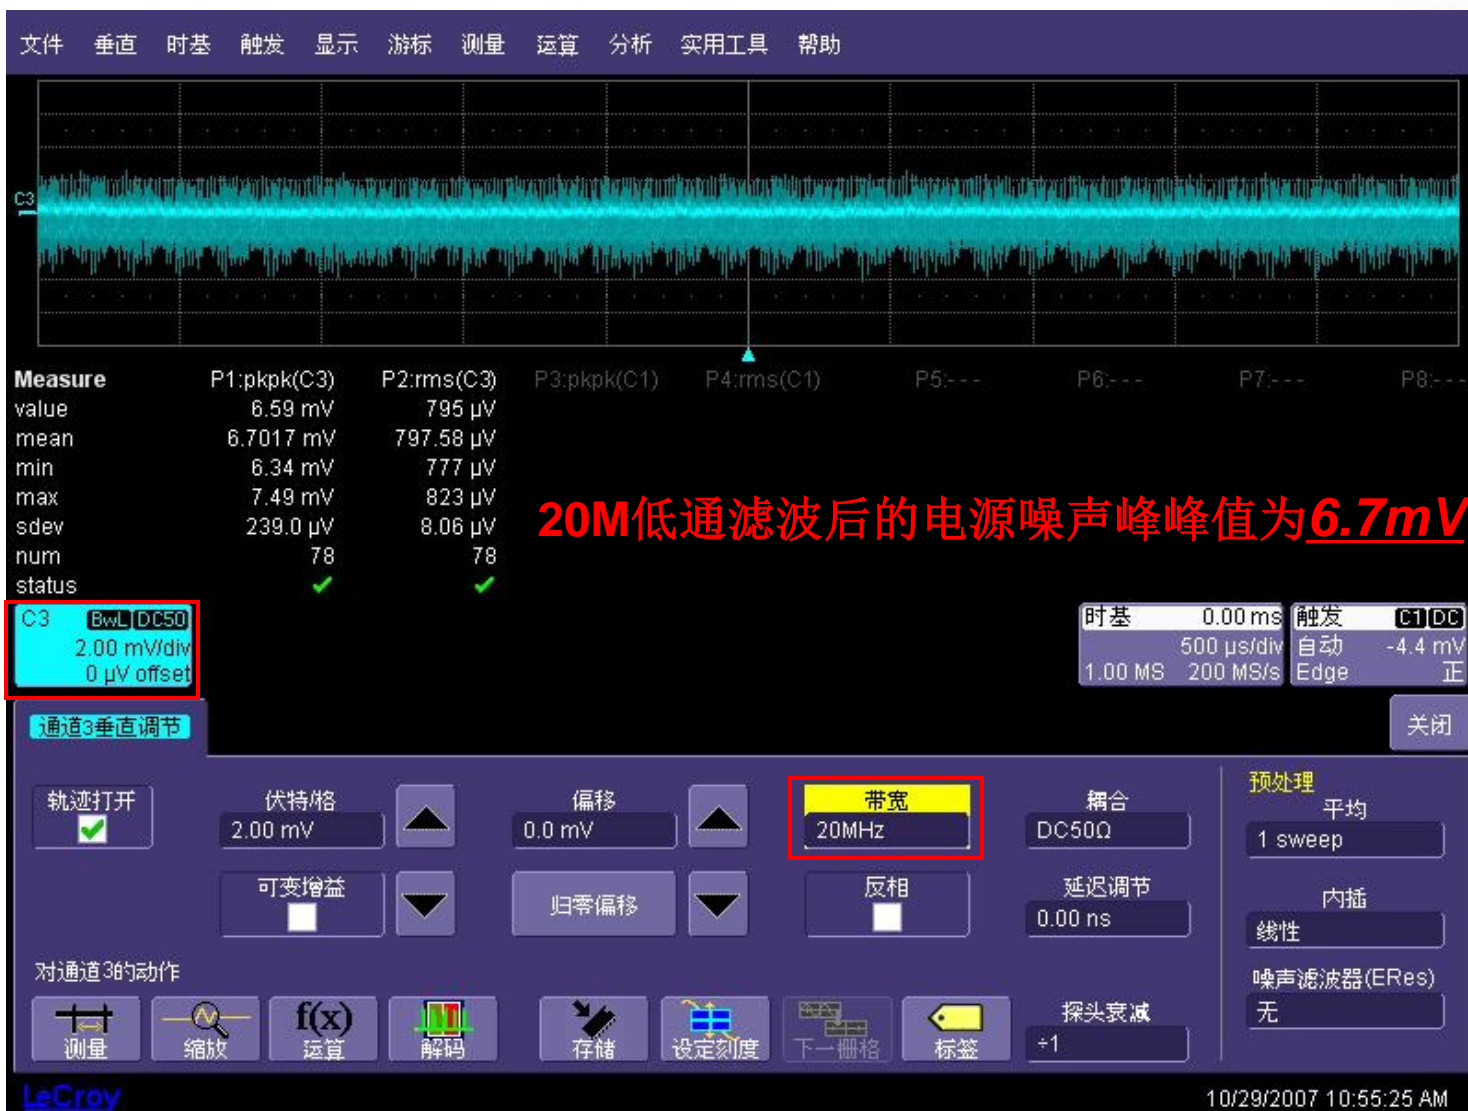 文件 垂直 时基 触发 显示 游标 测量 运算 分析 实用工具 帮助
C3
Measure P1:pkpk(C3) P2:rms(C3) P3:pkpk(C1) P4:rms(C1) P5:--- P6:--- P7:--- P8:---
value 6.59 mV 795 µV
mean 6.7017 mV 797.58 µV
min 6.34 mV 777 µV
max 7.49 mV 823 µV
sdev 239.0 µV 8.06 µV
num 78 78
status
20M低通滤波后的电源噪声峰峰值为6.7mV
C3 BwL DC50
2.00 mV/div
0 µV offset
时基 0.00 ms
500 µs/div
1.00 MS 200 MS/s
触发 C1 DC
自动 -4.4 mV
Edge 正
通道3垂直调节
关闭
轨迹打开
伏特/格
2.00 mV
偏移
0.0 mV
带宽
20MHz
耦合
DC50Ω
预处理
平均
1 sweep
可变增益
归零偏移
反相
延迟调节
0.00 ns
内插
线性
对通道3的动作
测量
缩放
f(x)
运算
解码
存储
设定刻度
下一栅格
标签
探头衰减
÷1
噪声滤波器(ERes)
无
LeCroy
10/29/2007 10:55:25 AM